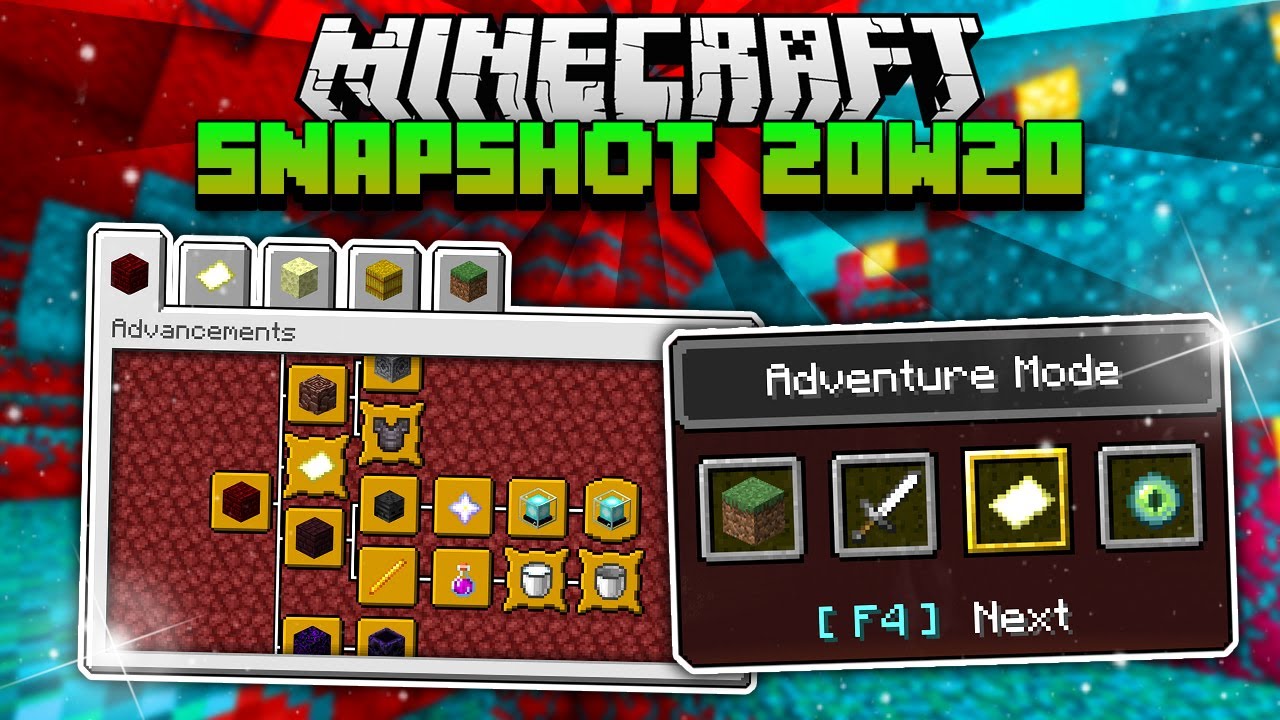 MINECRAFT
SNAPSHOT 20W20
Advancements
Adventure Mode
[ F4 ] Next